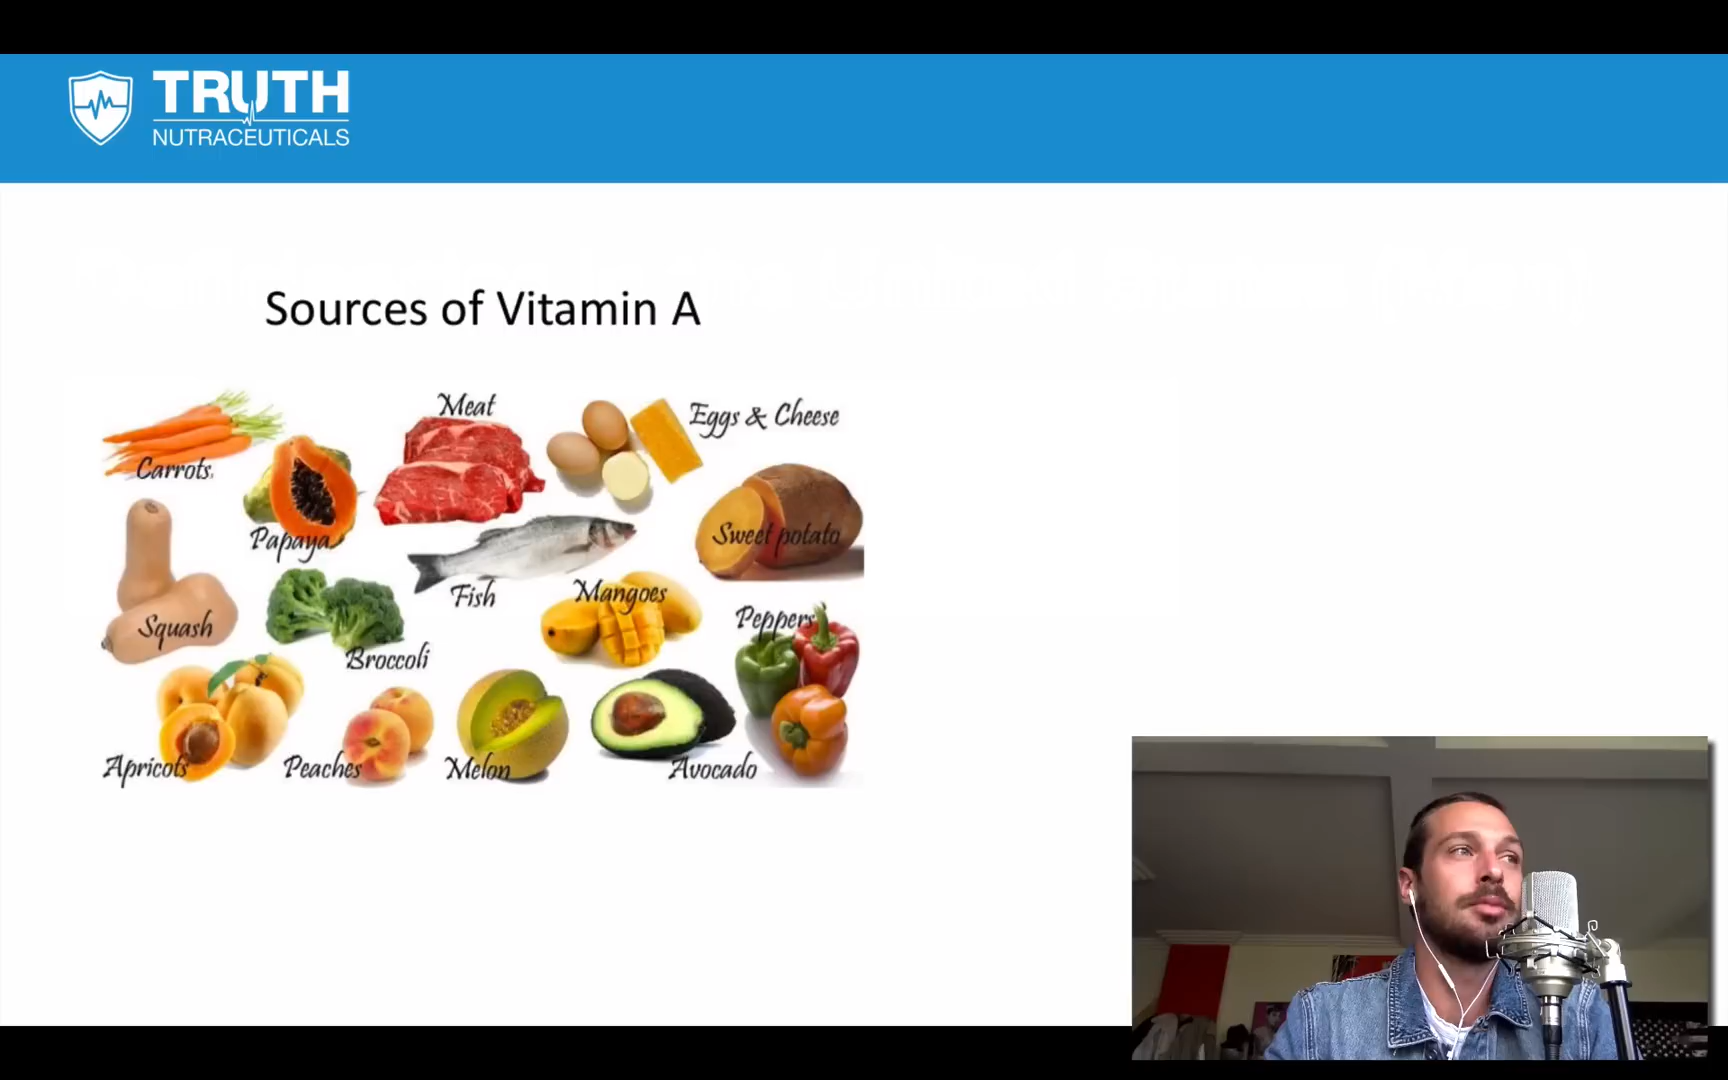 TRUTH
NUTRACEUTICALS
Sources of Vitamin A
Meat
Eggs & Cheese
Carrots
Papaya
Sweet potato
Fish
Mangoes
Squash
Peppers
Broccoli
Apricots
Peaches
Melon
Avocado